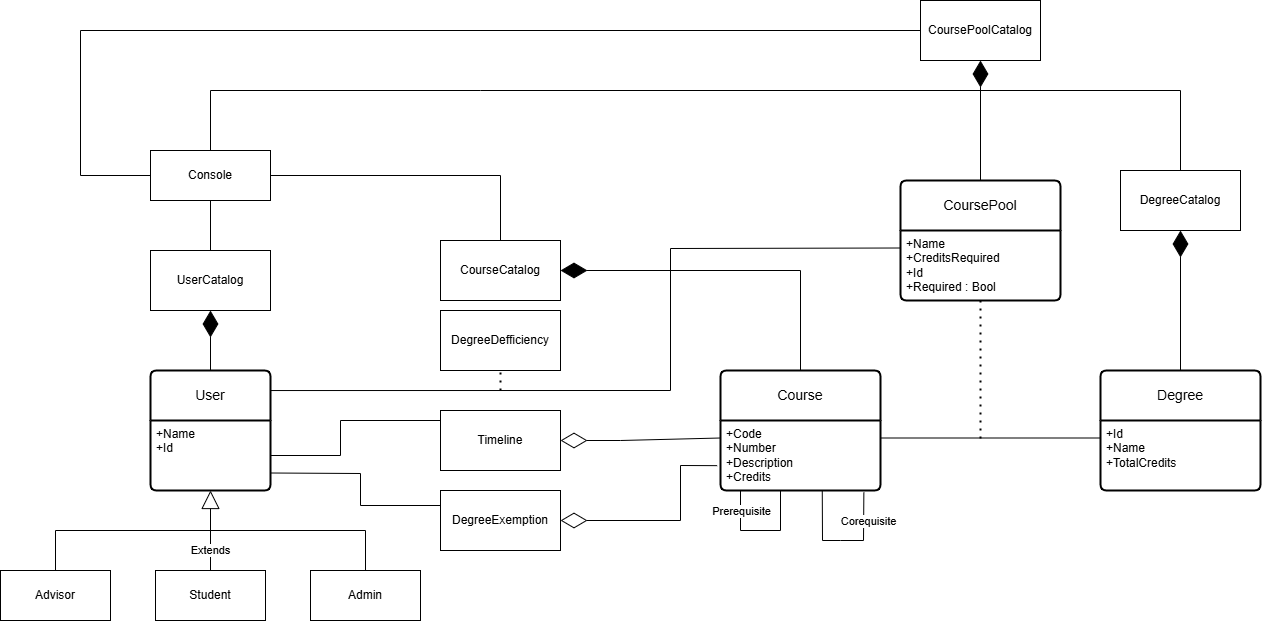 CoursePoolCatalog
Console
DegreeCatalog
CoursePool
+Name
+CreditsRequired
+Id
+Required : Bool
CourseCatalog
UserCatalog
DegreeDefficiency
User
+Name
+Id
Course
+Code
+Number
+Description
+Credits
Degree
+Id
+Name
+TotalCredits
Timeline
DegreeExemption
Prerequisite
Corequisite
Extends
Advisor
Student
Admin